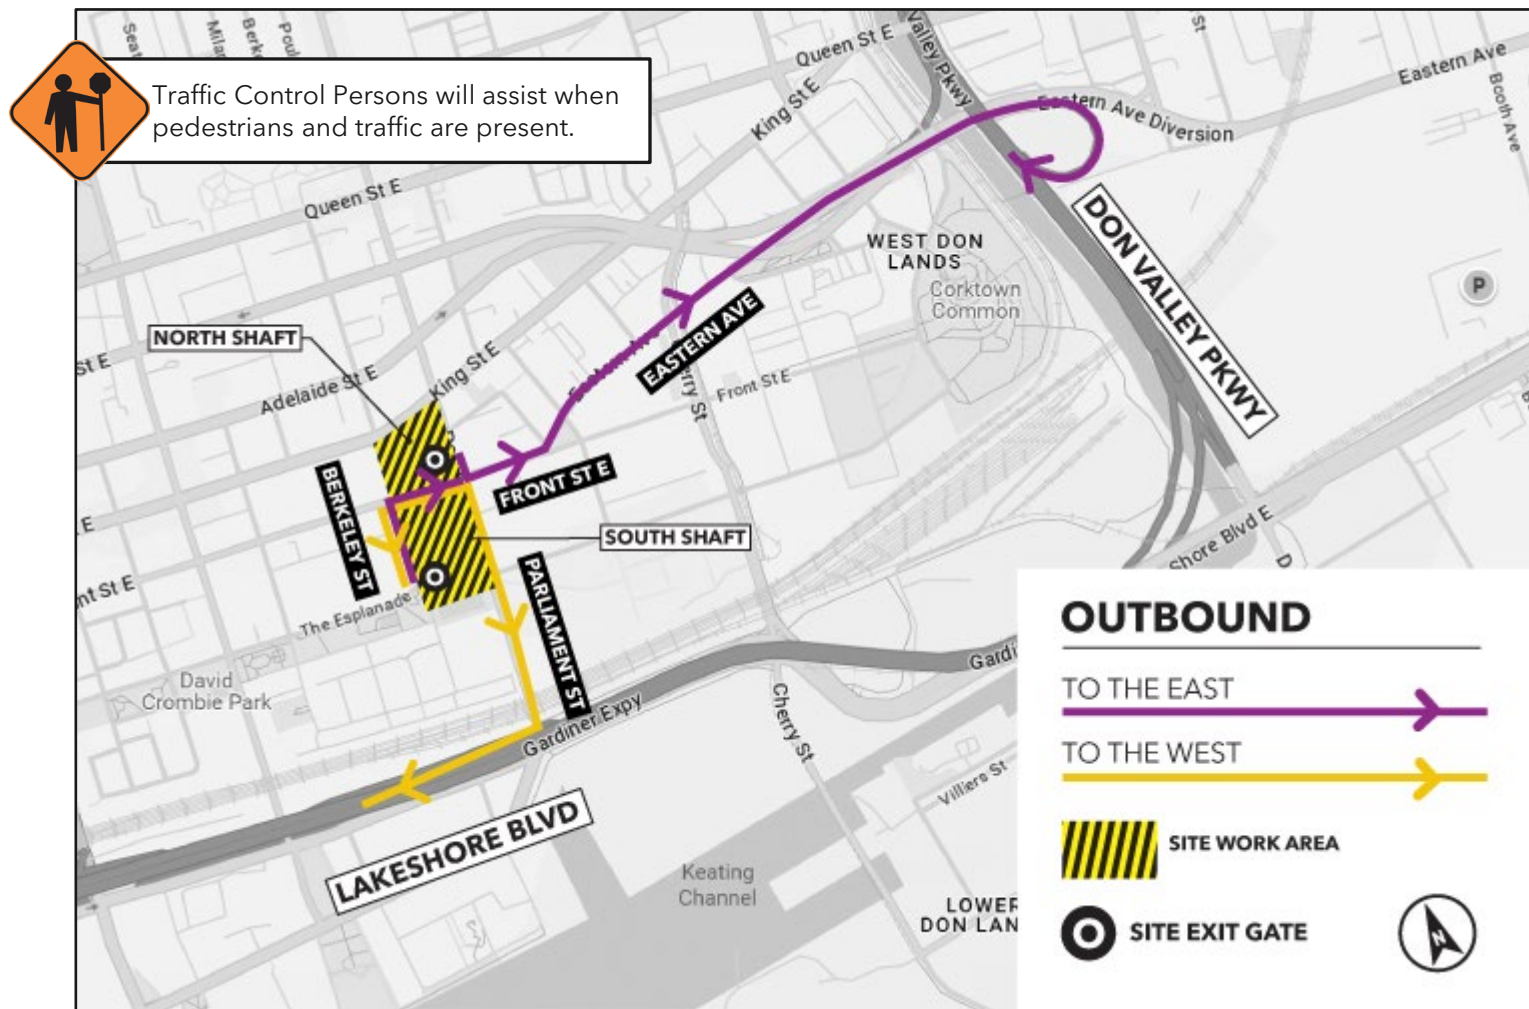 Traffic Control Persons will assist when
pedestrians and traffic are present.
Queen St E
Valley Pkwy
King St E
Eastern Ave
Booth Ave
Eastern Ave Diversion
Queen St E
WEST DON
LANDS
Corktown
Common
DON VALLEY PKWY
P
NORTH SHAFT
St E
Adelaide St E
King St E
EASTERN AVE
Front St E
BERKELEY ST
FRONT ST E
SOUTH SHAFT
PARLIAMENT ST
The Esplanade
Shore Blvd E
David
Crombie Park
Gardiner Expy
Cherry St
Villiers St
LAKESHORE BLVD
Keating
Channel
OUTBOUND
TO THE EAST
TO THE WEST
SITE WORK AREA
SITE EXIT GATE
N